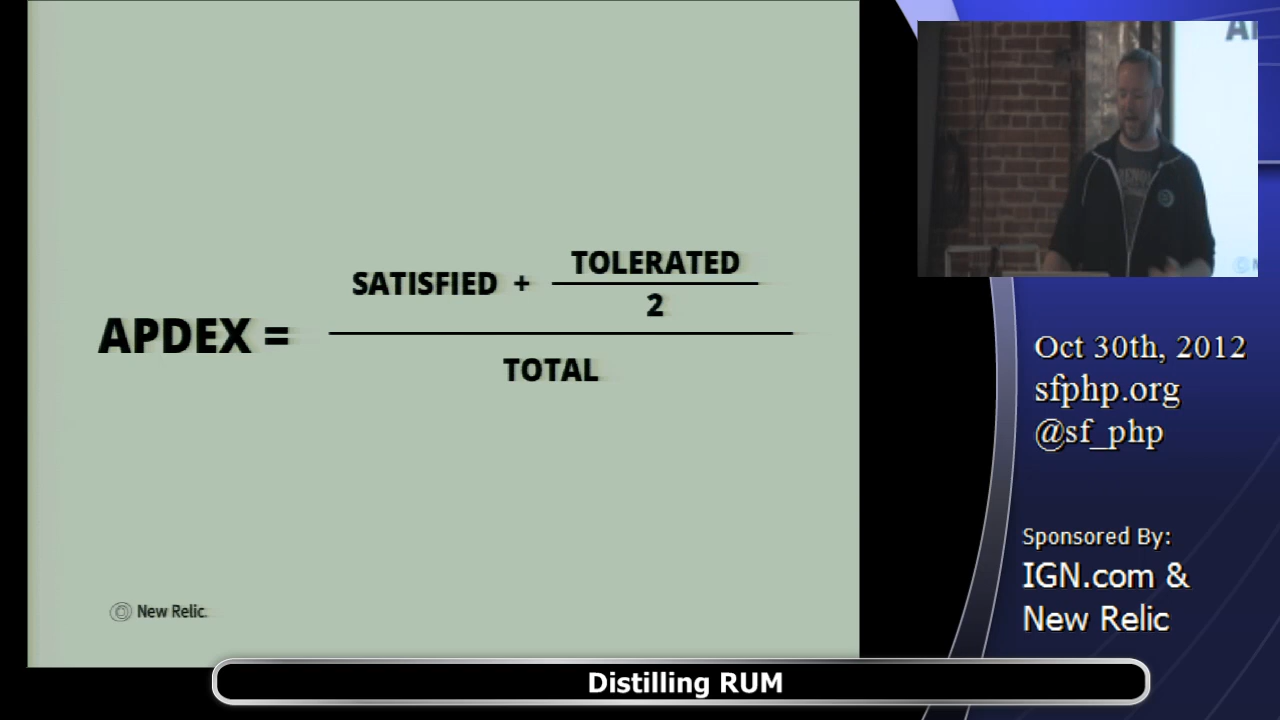 APDEX =
SATISFIED +
TOLERATED
2
TOTAL
New Relic.
Oct 30th, 2012
sfphp.org
@sf_php
Sponsored By:
IGN.com &
New Relic
Distilling RUM